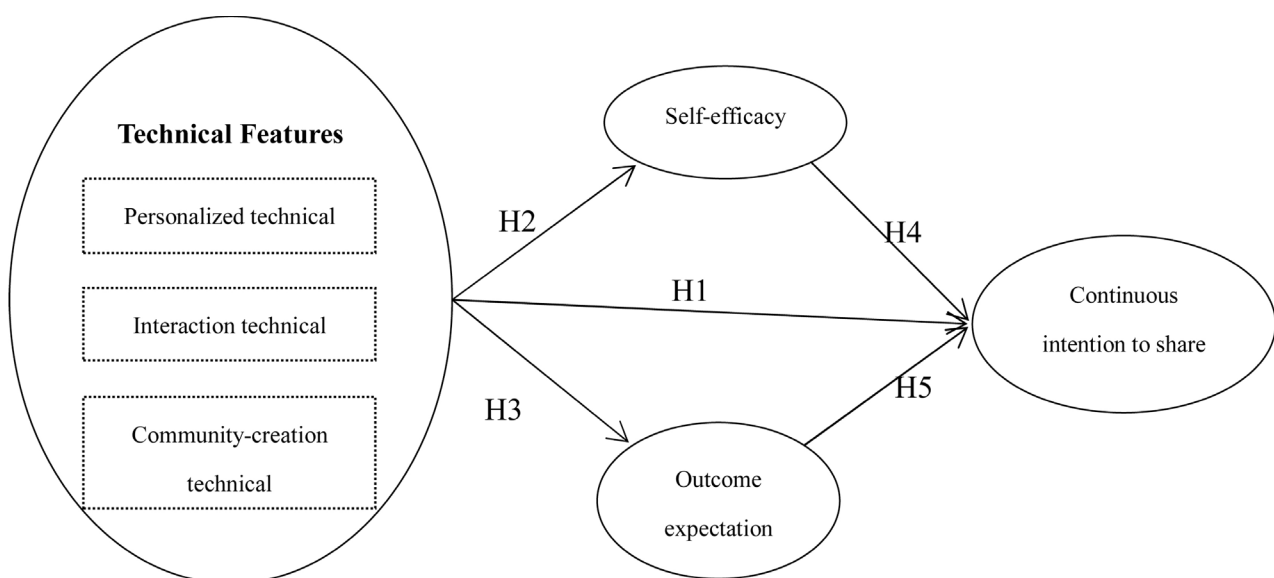 Technical Features
Personalized technical
Interaction technical
Community-creation
technical
H2
H1
H3
Self-efficacy
Outcome
expectation
H4
H5
Continuous
intention to share